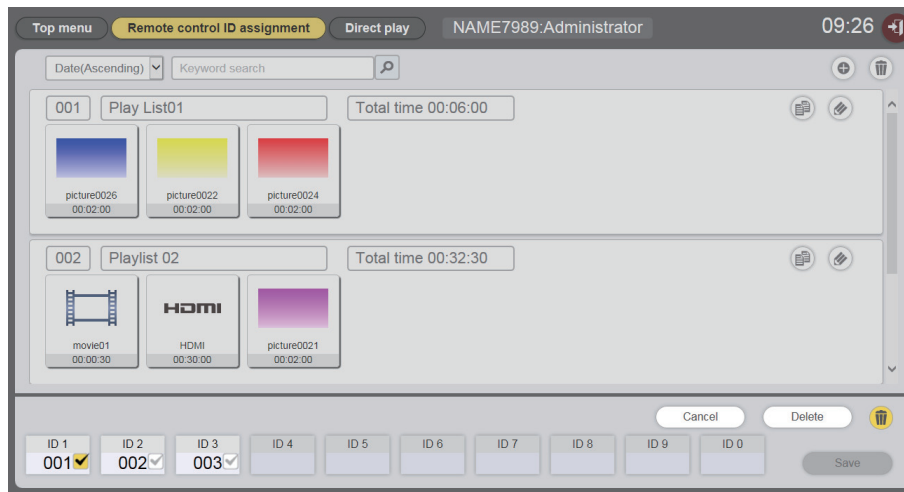 Top menu Remote control ID assignment Direct play NAME7989:Administrator 09:26
Date(Ascending) Keyword search
001 Play List01 Total time 00:06:00
picture0026 picture0022 picture0024
00:02:00 00:02:00 00:02:00
002 Playlist 02 Total time 00:32:30
HDMI
movie01 HDMI picture0021
00:00:30 00:30:00 00:02:00
Cancel Delete
ID 1 ID 2 ID 3 ID 4 ID 5 ID 6 ID 7 ID 8 ID 9 ID 0
001 002 003 Save